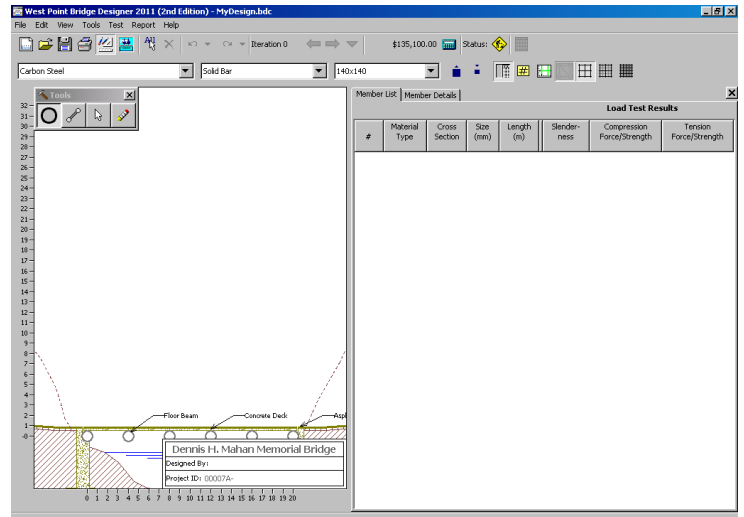 West Point Bridge Designer 2011 (2nd Edition) - MyDesign.bdc
File Edit View Tools Test Report Help
Iteration 0
$135,100.00
Status:
Carbon Steel
Solid Bar
140x140
Tools
Member List
Member Details
Load Test Results
#
Material Type
Cross Section
Size (mm)
Length (m)
Slender-ness
Compression Force/Strength
Tension Force/Strength
32
31
30
29
28
27
26
25
24
23
22
21
20
19
18
17
16
15
14
13
12
11
10
9
8
7
6
5
4
3
2
1
-0
Floor Beam
Concrete Deck
Aspl
Dennis H. Mahan Memorial Bridge
Designed By:
Project ID: 00007A-
0 1 2 3 4 5 6 7 8 9 10 11 12 13 14 15 16 17 18 19 20